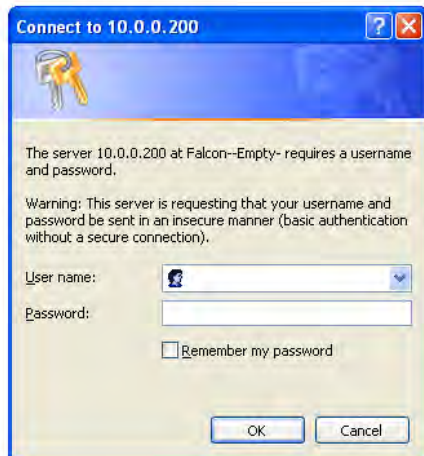 Connect to 10.0.0.200
The server 10.0.0.200 at Falcon--Empty- requires a username
and password.
Warning: This server is requesting that your username and
password be sent in an insecure manner (basic authentication
without a secure connection).
User name:
Password:
Remember my password
OK Cancel